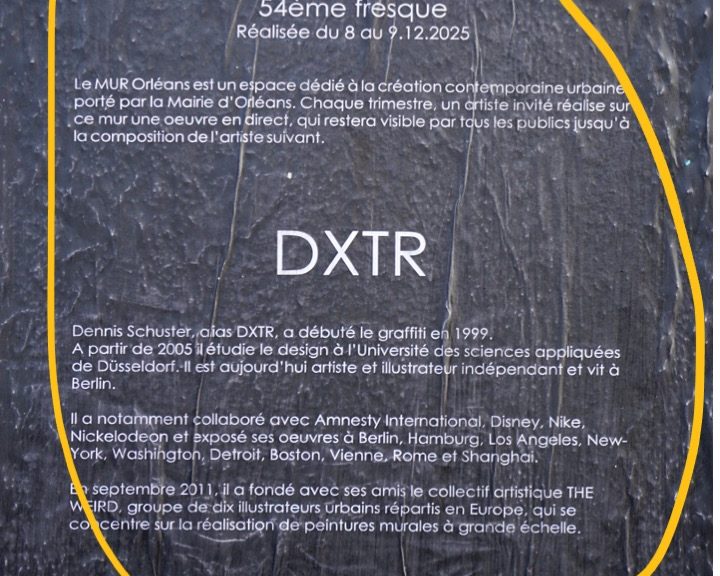 54ème fresque
Réalisée du 8 au 9.12.2025
Le MUR Orléans est un espace dédié à la création contemporaine urbaine
porté par la Mairie d'Orléans. Chaque trimestre, un artiste invité réalise sur
ce mur une oeuvre en direct, qui restera visible par tous les publics jusqu'à
la composition de l'artiste suivant.
DXTR
Dennis Schuster, alias DXTR, a débuté le graffiti en 1999.
A partir de 2005 il étudie le design à l'Université des sciences appliquées
de Düsseldorf. Il est aujourd'hui artiste et illustrateur indépendant et vit à
Berlin.
Il a notamment collaboré avec Amnesty International, Disney, Nike,
Nickelodeon et exposé ses oeuvres à Berlin, Hamburg, Los Angeles, New-
York, Washington, Detroit, Boston, Vienne, Rome et Shanghai.
En septembre 2011, il a fondé avec ses amis le collectif artistique THE
WEIRD, groupe de dix illustrateurs urbains répartis en Europe, qui se
concentre sur la réalisation de peintures murales à grande échelle.